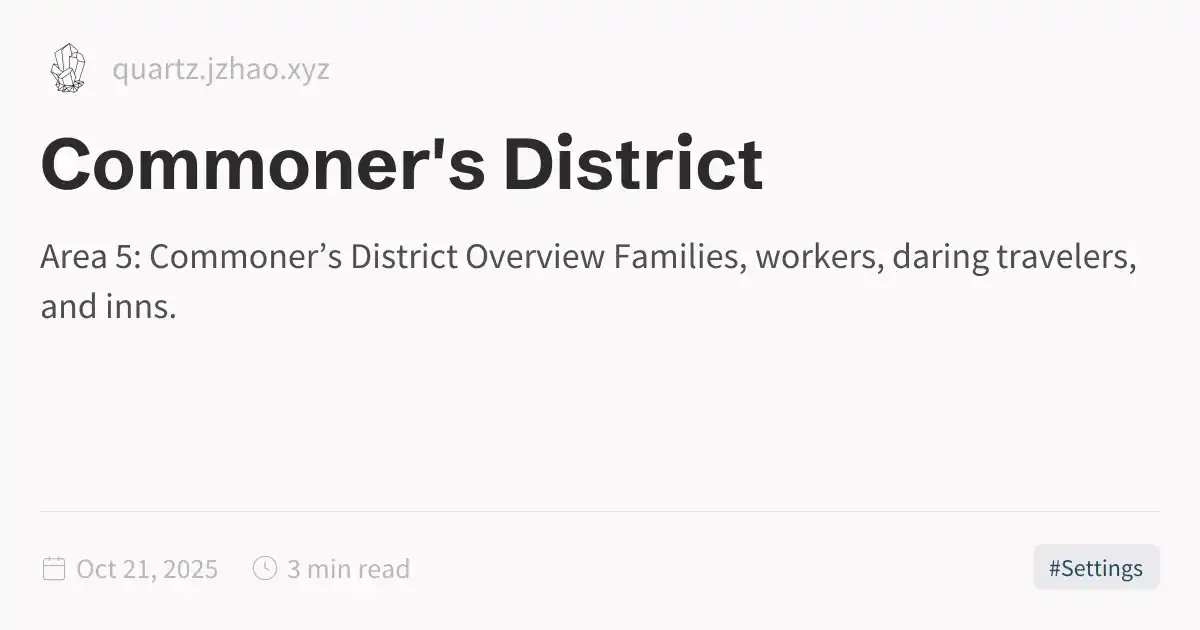 quartz.jzhao.xyz
Commoner's District
Area 5: Commoner’s District Overview Families, workers, daring travelers,
and inns.
Oct 21, 2025 3 min read
#Settings